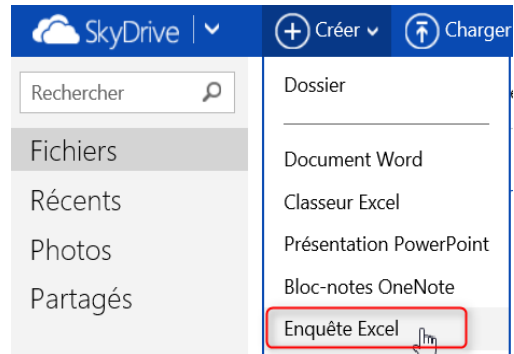 SkyDrive
Créer
Charger
Rechercher
Fichiers
Récents
Photos
Partagés
Dossier
Document Word
Classeur Excel
Présentation PowerPoint
Bloc-notes OneNote
Enquête Excel